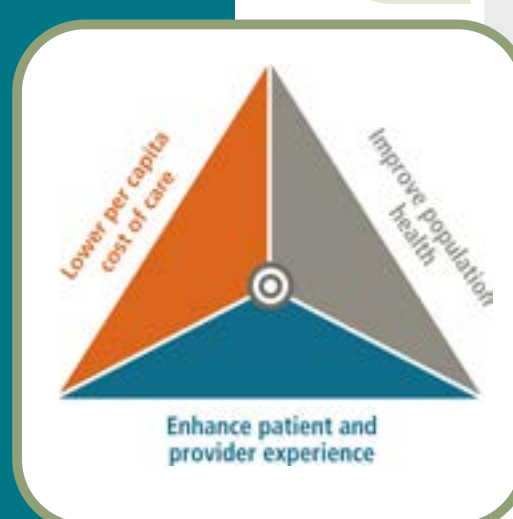 Lower per capita
cost of care
Improve population
health
Enhance patient and
provider experience